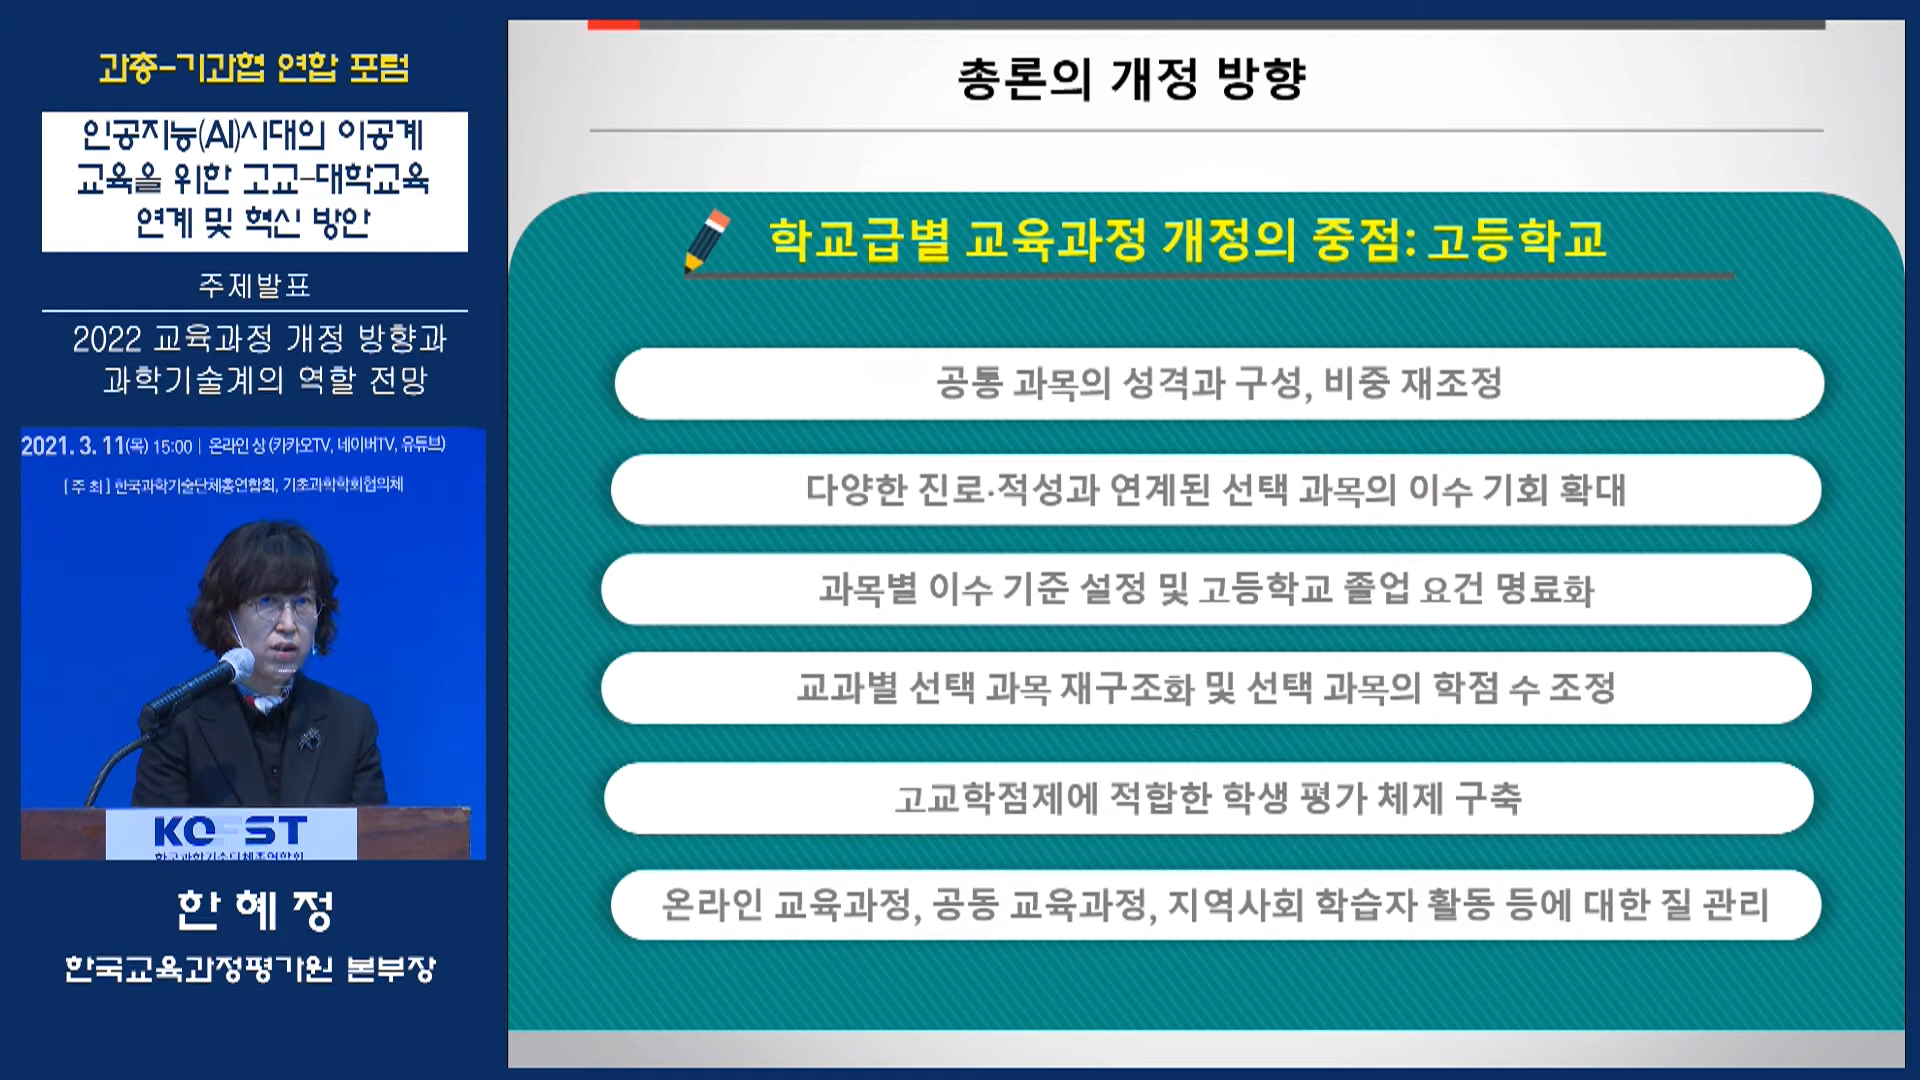 과총-기과협 연합 포럼
인공지능(AI)시대의 이공계
교육을 위한 고교-대학교육
연계 및 혁신 방안
주제발표
2022 교육과정 개정 방향과
과학기술계의 역할 전망
2021. 3. 11(목) 15:00 | 온라인 상 (카카오TV, 네이버TV, 유튜브)
[ 주 최 ] 한국과학기술단체총연합회, 기초과학학회협의체
KOFST
한국과학기술단체총연합회
한 혜 정
한국교육과정평가원 본부장
총론의 개정 방향
학교급별 교육과정 개정의 중점: 고등학교
공통 과목의 성격과 구성, 비중 재조정
다양한 진로·적성과 연계된 선택 과목의 이수 기회 확대
과목별 이수 기준 설정 및 고등학교 졸업 요건 명료화
교과별 선택 과목 재구조화 및 선택 과목의 학점 수 조정
고교학점제에 적합한 학생 평가 체제 구축
온라인 교육과정, 공동 교육과정, 지역사회 학습자 활동 등에 대한 질 관리